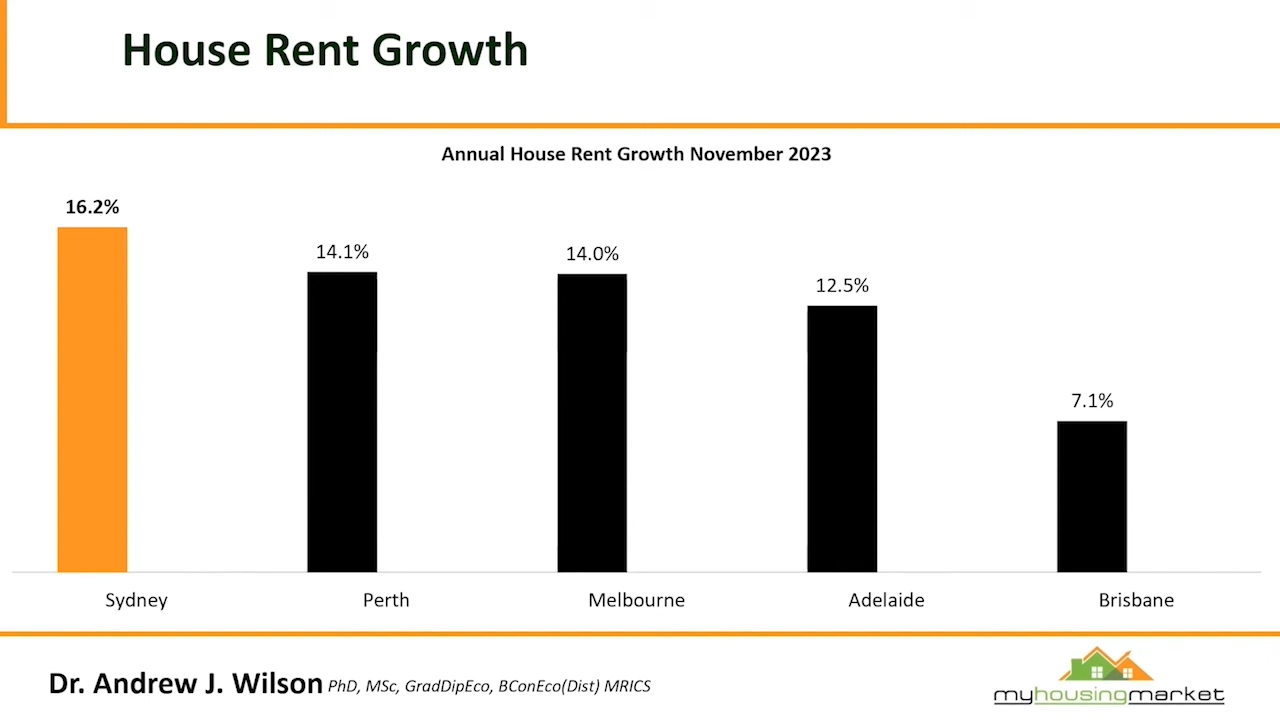 House Rent Growth
Annual House Rent Growth November 2023
16.2%
14.1%
14.0%
12.5%
7.1%
Sydney
Perth
Melbourne
Adelaide
Brisbane
Dr. Andrew J. Wilson PhD, MSc, GradDipEco, BConEco(Dist) MRICS
myhousingmarket